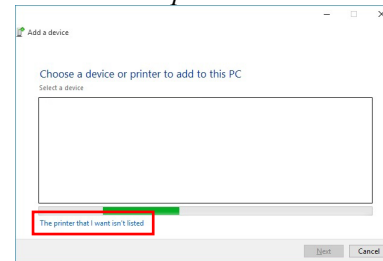 Add a device
Choose a device or printer to add to this PC
Select a device
The printer that I want isn't listed
Next Cancel